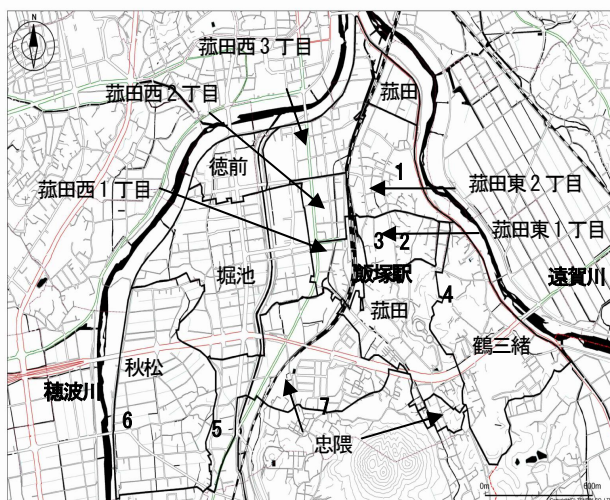 N
菰田西3丁目
菰田
菰田西2丁目
徳前
1
菰田東2丁目
菰田西1丁目
菰田東1丁目
3 2
堀池
飯塚駅
遠賀川
4
菰田
鶴三緒
秋松
穂波川
7
6
5
忠隈
0m 600m